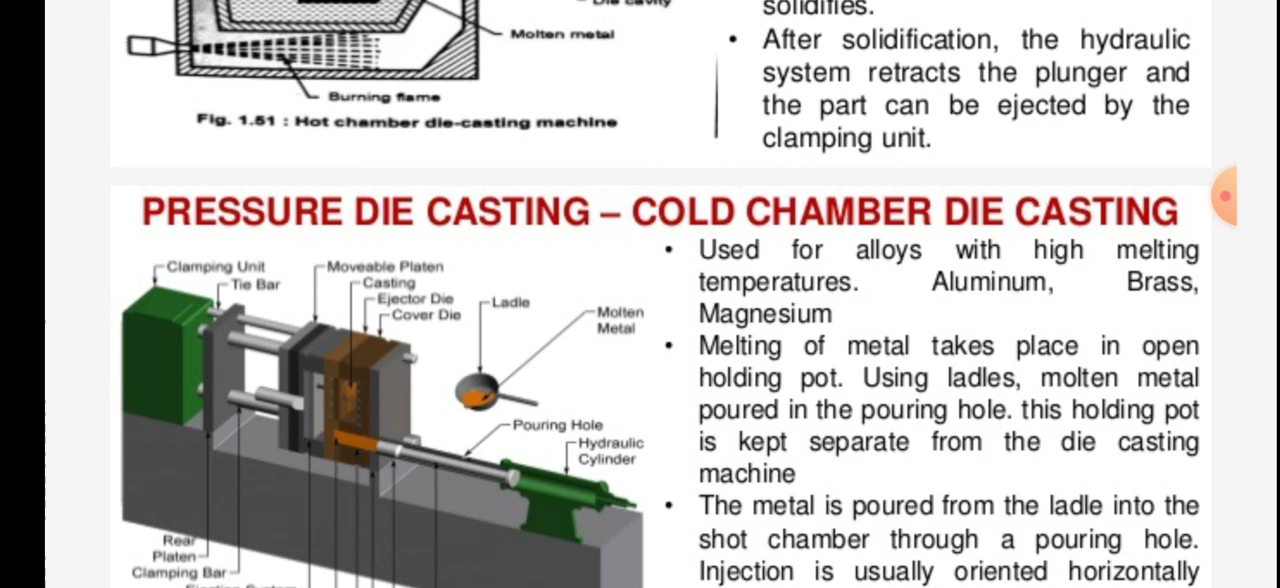 Die cavity
Molten metal
Burning flame
Fig. 1.51 : Hot chamber die-casting machine
solidifies.
• After solidification, the hydraulic
system retracts the plunger and
the part can be ejected by the
clamping unit.
PRESSURE DIE CASTING – COLD CHAMBER DIE CASTING
Clamping Unit
Tie Bar
Moveable Platen
Casting
Ejector Die
Cover Die
Ladle
Molten
Metal
Pouring Hole
Hydraulic
Cylinder
Rear
Platen
Clamping Bar
• Used for alloys with high melting
temperatures. Aluminum, Brass,
Magnesium
• Melting of metal takes place in open
holding pot. Using ladles, molten metal
poured in the pouring hole. this holding pot
is kept separate from the die casting
machine
• The metal is poured from the ladle into the
shot chamber through a pouring hole.
Injection is usually oriented horizontally